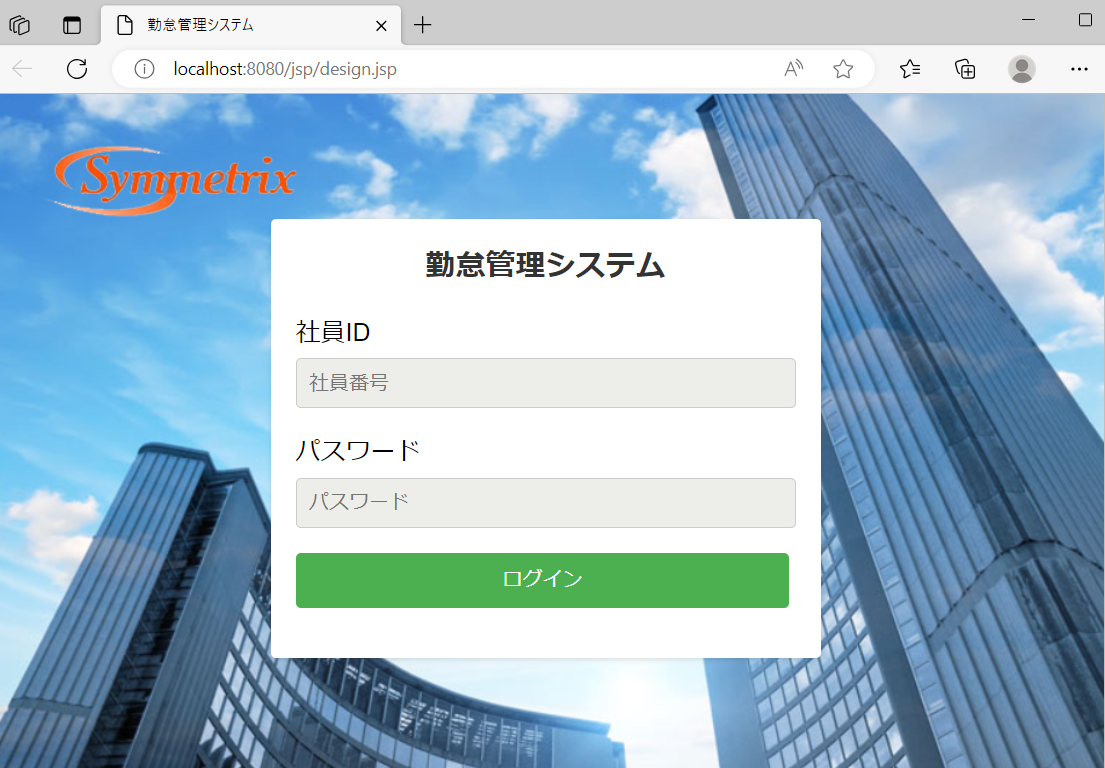 勤怠管理システム
localhost:8080/jsp/design.jsp
Symmetrix
勤怠管理システム
社員ID
社員番号
パスワード
パスワード
ログイン